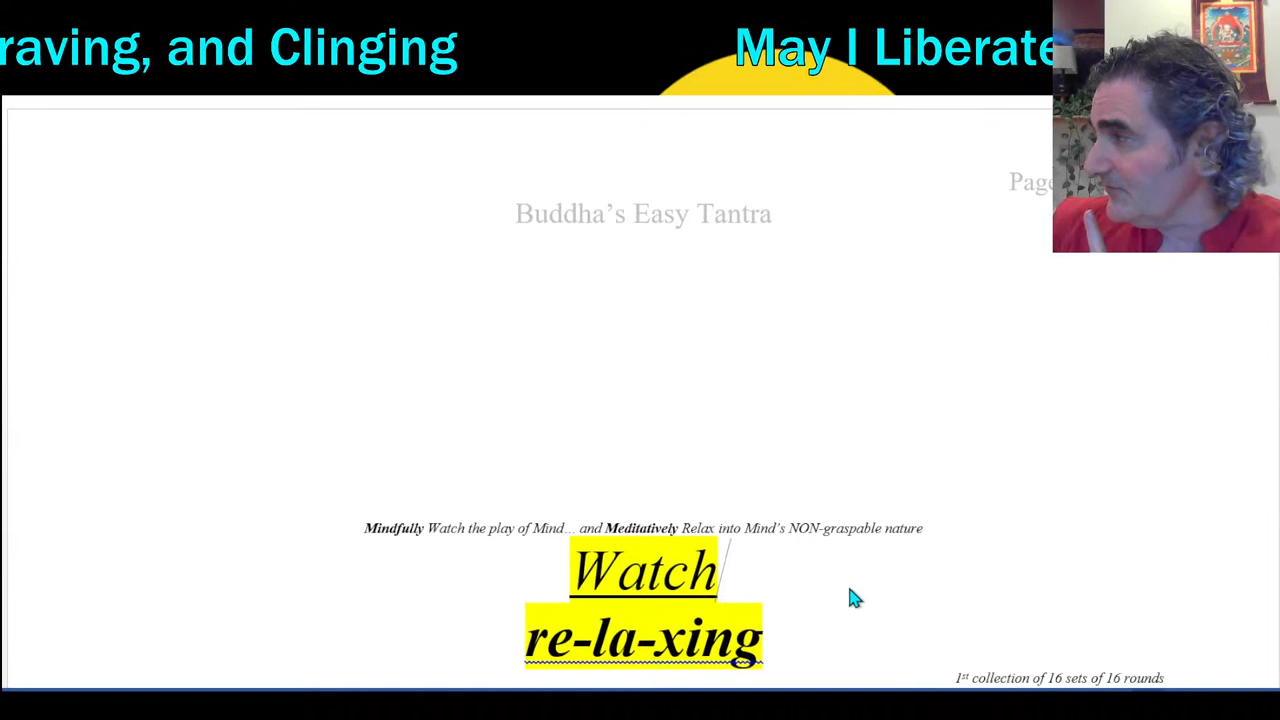 raving, and Clinging May I Liberate
Page
Buddha's Easy Tantra
Mindfully Watch the play of Mind... and Meditatively Relax into Mind's NON-graspable nature
Watch
re-la-xing
1st collection of 16 sets of 16 rounds